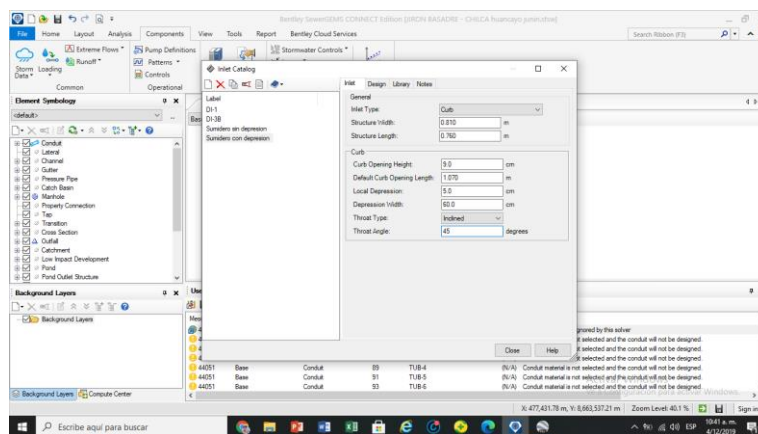 Bentley SewerGEMS CONNECT Edition [JIRON BASADRE - CHILCA huancayo junin.stsw]
File Home Layout Analysis Components View Tools Report Bentley Cloud Services
Search Ribbon (F3)
Storm Data
Loading
Extreme Flows
Runoff
Common
Pump Definitions
Patterns
Controls
Operational
Stormwater Controls
Element Symbology
<default>
Conduit
Lateral
Channel
Gutter
Pressure Pipe
Catch Basin
Manhole
Property Connection
Tap
Transition
Cross Section
Outfall
Catchment
Low Impact Development
Pond
Pond Outlet Structure
Background Layers
Background Layers
Background Layers Compute Center
Inlet Catalog
Label
DI-1
DI-3B
Sumidero sin depresion
Sumidero con depresion
Inlet Design Library Notes
General
Inlet Type: Curb
Structure Width: 0.810 m
Structure Length: 0.760 m
Curb
Curb Opening Height: 9.0 cm
Default Curb Opening Length: 1.070 m
Local Depression: 5.0 cm
Depression Width: 60.0 cm
Throat Type: Inclined
Throat Angle: 45 degrees
Close Help
ignored by this solver
selected and the conduit will not be designed.
selected and the conduit will not be designed.
selected and the conduit will not be designed.
44051 Base Conduit 89 TUB-4 (N/A) Conduit material is not selected and the conduit will not be designed.
44051 Base Conduit 91 TUB-5 (N/A) Conduit material is not selected and the conduit will not be designed.
44051 Base Conduit 93 TUB-6 (N/A) Conduit material is not selected and the conduit will not be designed.
X: 477,431.78 m, Y: 8,663,537.21 m Zoom Level: 40.1 % Sign in
Escribe aquí para buscar
ESP
10:41 a. m.
4/12/2019